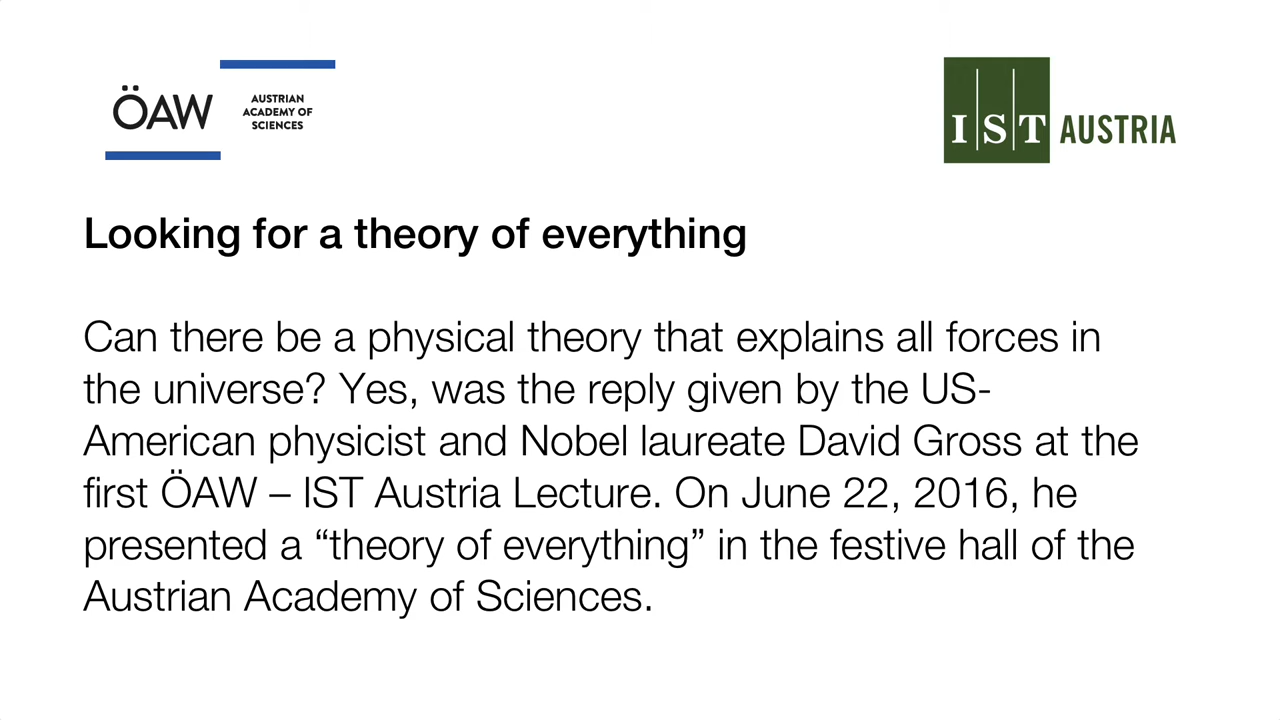 ÖAW
AUSTRIAN
ACADEMY OF
SCIENCES
IST AUSTRIA
Looking for a theory of everything
Can there be a physical theory that explains all forces in
the universe? Yes, was the reply given by the US-
American physicist and Nobel laureate David Gross at the
first ÖAW – IST Austria Lecture. On June 22, 2016, he
presented a “theory of everything” in the festive hall of the
Austrian Academy of Sciences.